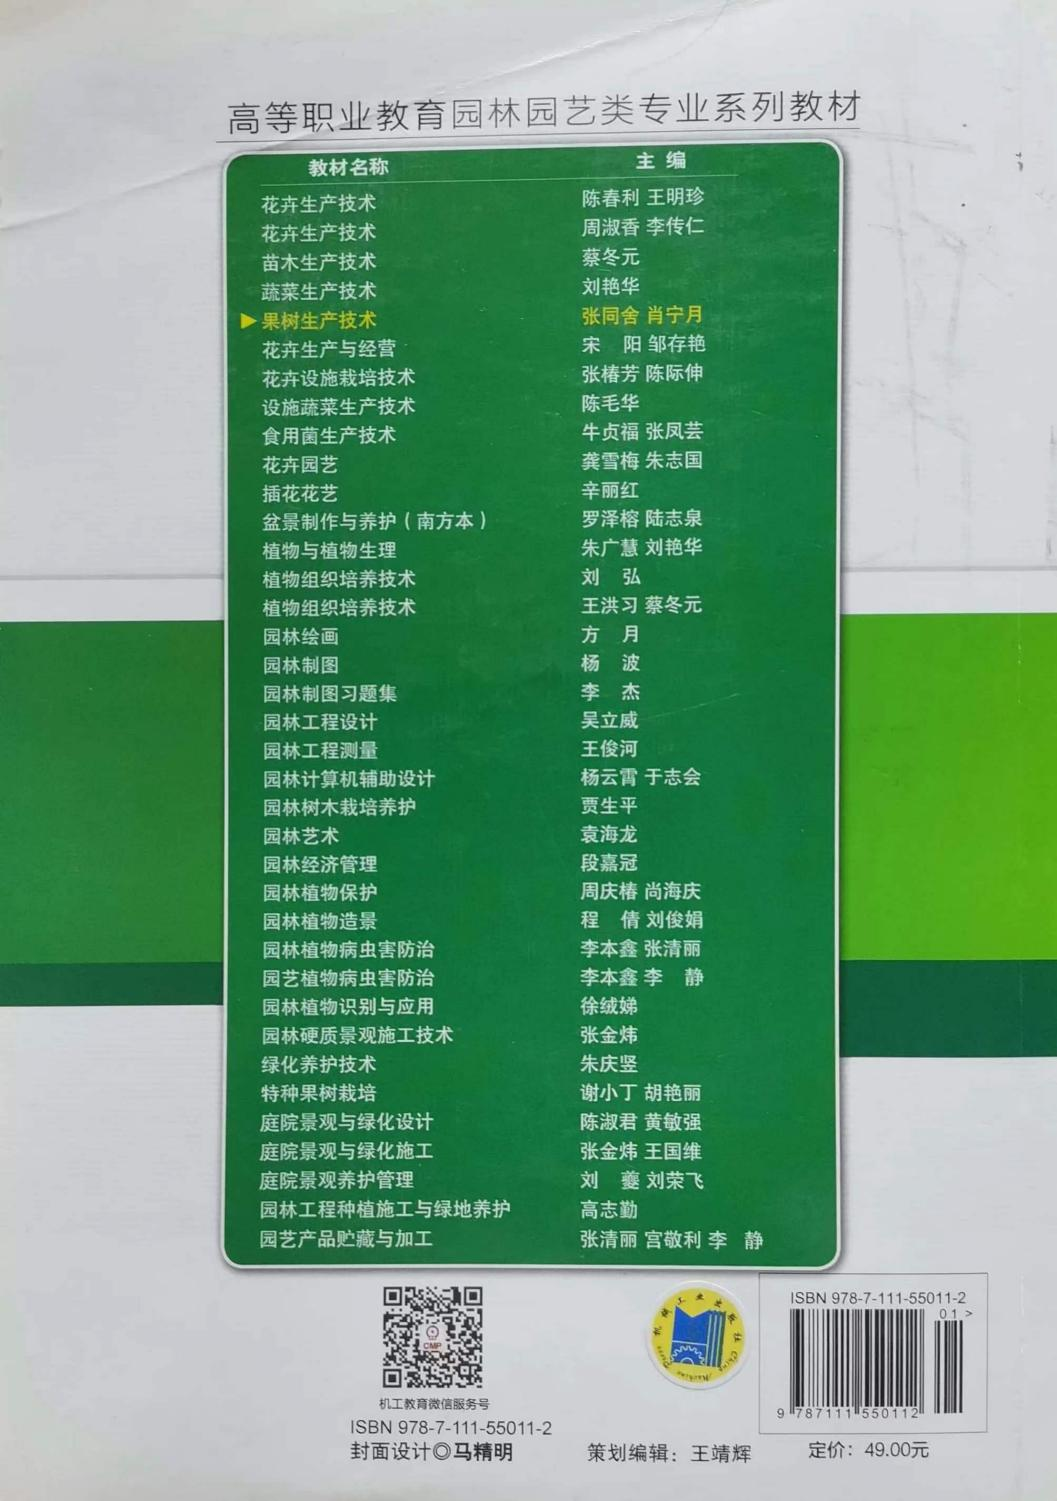 高等职业教育园林园艺类专业系列教材
教材名称 主 编
花卉生产技术 陈春利 王明珍
花卉生产技术 周淑香 李传仁
苗木生产技术 蔡冬元
蔬菜生产技术 刘艳华
▶果树生产技术 张同舍 肖宁月
花卉生产与经营 宋 阳 邹存艳
花卉设施栽培技术 张椿芳 陈际伸
设施蔬菜生产技术 陈毛华
食用菌生产技术 牛贞福 张凤芸
花卉园艺 龚雪梅 朱志国
插花花艺 辛丽红
盆景制作与养护(南方本) 罗泽榕 陆志泉
植物与植物生理 朱广慧 刘艳华
植物组织培养技术 刘 弘
植物组织培养技术 王洪习 蔡冬元
园林绘画 方 月
园林制图 杨 波
园林制图习题集 李 杰
园林工程设计 吴立威
园林工程测量 王俊河
园林计算机辅助设计 杨云霄 于志会
园林树木栽培养护 贾生平
园林艺术 袁海龙
园林经济管理 段嘉冠
园林植物保护 周庆椿 尚海庆
园林植物造景 程 倩 刘俊娟
园林植物病虫害防治 李本鑫 张清丽
园艺植物病虫害防治 李本鑫 李 静
园林植物识别与应用 徐绒娣
园林硬质景观施工技术 张金炜
绿化养护技术 朱庆竖
特种果树栽培 谢小丁 胡艳丽
庭院景观与绿化设计 陈淑君 黄敏强
庭院景观与绿化施工 张金炜 王国维
庭院景观养护管理 刘 夔 刘荣飞
园林工程种植施工与绿地养护 高志勤
园艺产品贮藏与加工 张清丽 宫敬利 李 静
CMP
机工教育微信服务号
ISBN 978-7-111-55011-2
封面设计◎马精明
策划编辑：王靖辉
机械工业出版社
China Machine Press
ISBN 978-7-111-55011-2
01>
9 787111 550112
定价：49.00元